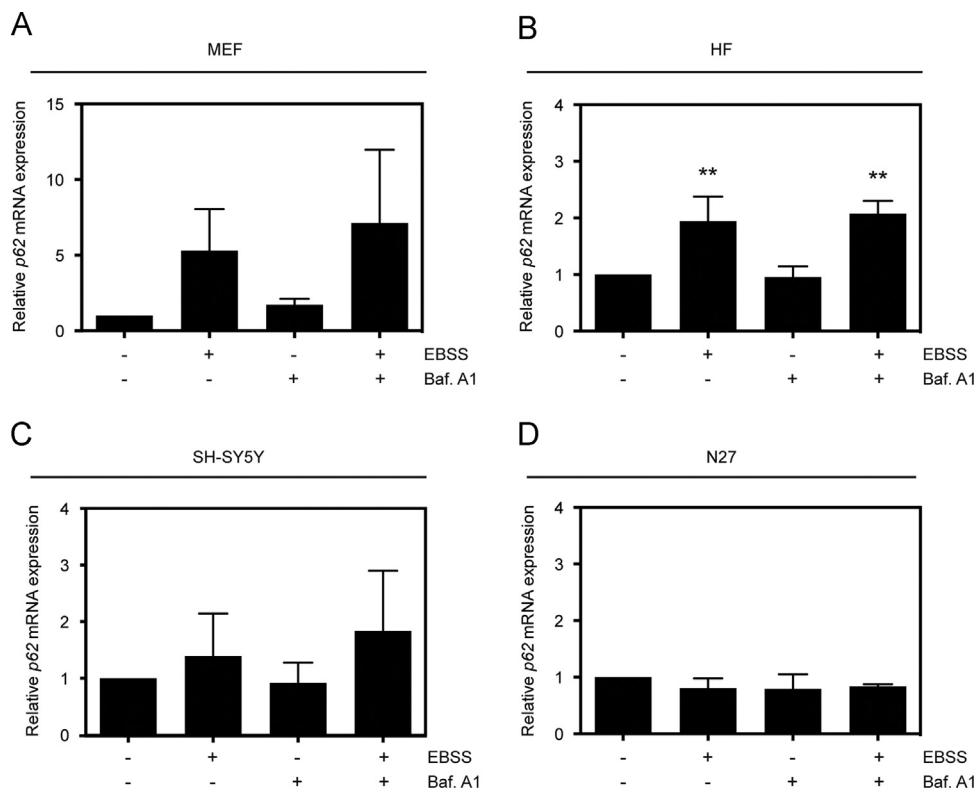 A
MEF
Relative p62 mRNA expression
15
10
5
0
- + - + EBSS
- - + + Baf. A1
B
HF
Relative p62 mRNA expression
4
3
2
1
0
** **
- + - + EBSS
- - + + Baf. A1
C
SH-SY5Y
Relative p62 mRNA expression
4
3
2
1
0
- + - + EBSS
- - + + Baf. A1
D
N27
Relative p62 mRNA expression
4
3
2
1
0
- + - + EBSS
- - + + Baf. A1